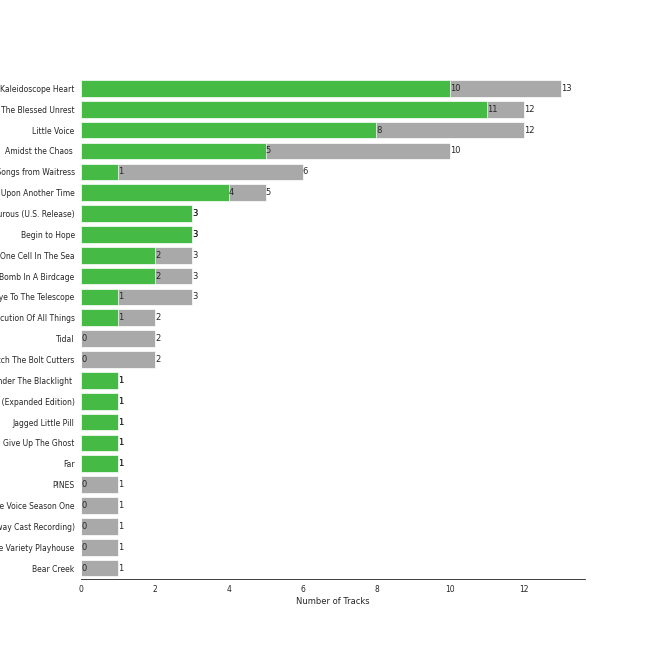 Kaleidoscope Heart 10 13
The Blessed Unrest 11 12
Little Voice 8 12
Amidst the Chaos 5 10
Songs from Waitress 1 6
Upon Another Time 4 5
urous (U.S. Release) 3
Begin to Hope 3
One Cell In The Sea 2 3
Bomb In A Birdcage 2 3
ye To The Telescope 1 3
cution Of All Things 1 2
Tidal 0 2
tch The Bolt Cutters 0 2
nder The Blacklight 1
(Expanded Edition) 1
Jagged Little Pill 1
Give Up The Ghost 1
Far 1
PINES 0 1
e Voice Season One 0 1
way Cast Recording) 0 1
e Variety Playhouse 0 1
Bear Creek 0 1
0 2 4 6 8 10 12
Number of Tracks